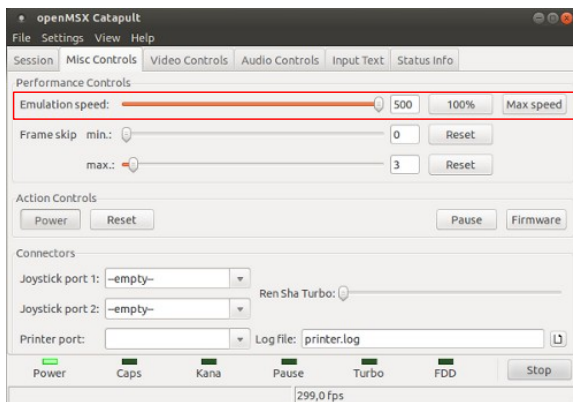 openMSX Catapult
File Settings View Help
Session Misc Controls Video Controls Audio Controls Input Text Status Info
Performance Controls
Emulation speed: 500 100% Max speed
Frame skip min.: 0 Reset
max.: 3 Reset
Action Controls
Power Reset Pause Firmware
Connectors
Joystick port 1: --empty--
Ren Sha Turbo:
Joystick port 2: --empty--
Printer port: Log file: printer.log
Power Caps Kana Pause Turbo FDD Stop
299,0 fps